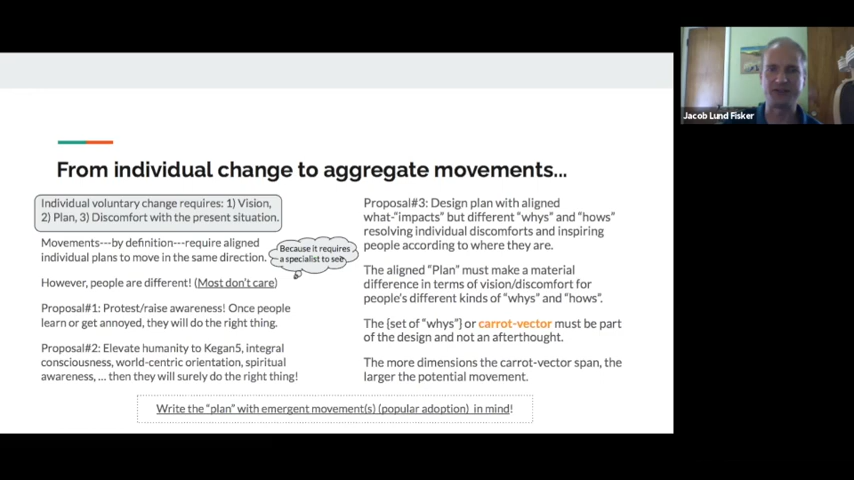 Jacob Lund Fisker
From individual change to aggregate movements...
Individual voluntary change requires: 1) Vision,
2) Plan, 3) Discomfort with the present situation.
Movements---by definition---require aligned
individual plans to move in the same direction.
Because it requires
a specialist to see
However, people are different! (Most don't care)
Proposal#1: Protest/raise awareness! Once people
learn or get annoyed, they will do the right thing.
Proposal#2: Elevate humanity to Kegan5, integral
consciousness, world-centric orientation, spiritual
awareness, ... then they will surely do the right thing!
Proposal#3: Design plan with aligned
what-"impacts" but different "whys" and "hows"
resolving individual discomforts and inspiring
people according to where they are.
The aligned "Plan" must make a material
difference in terms of vision/discomfort for
people's different kinds of "whys" and "hows".
The {set of "whys"} or carrot-vector must be part
of the design and not an afterthought.
The more dimensions the carrot-vector span, the
larger the potential movement.
Write the "plan" with emergent movement(s) (popular adoption) in mind!